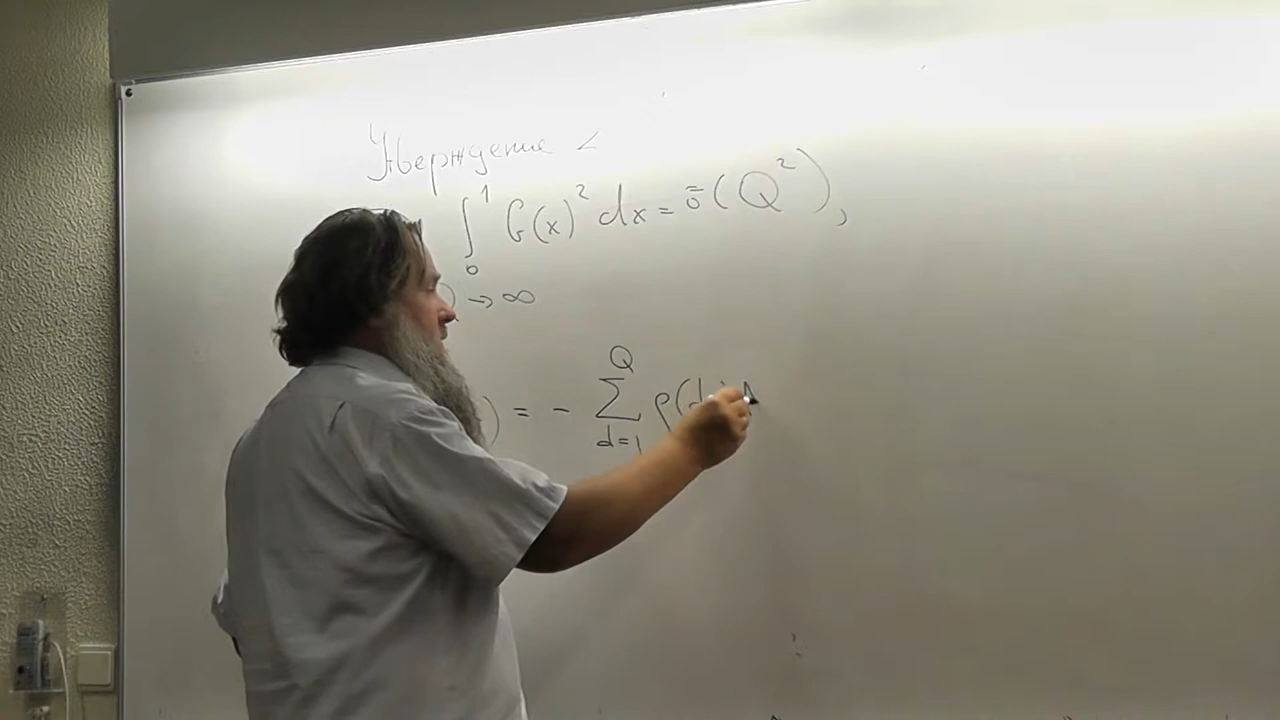 Утверждение 2
∫₀¹ G(x)² dx = ō(Q²),
) → ∞
) = - ∑_{d=1}^{Q} ρ(d